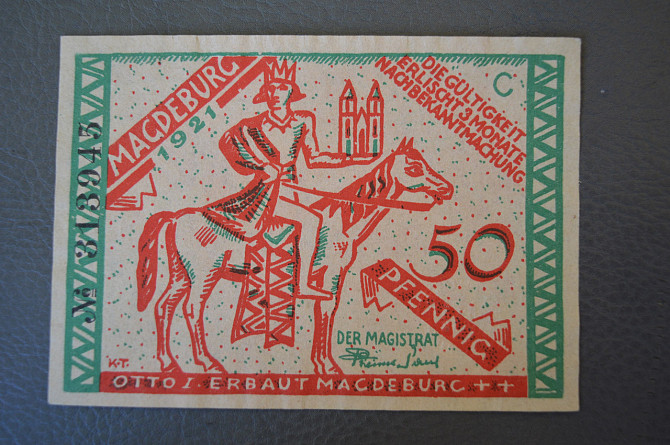 MAGDEBURG
1921
DIE GÜLTIGKEIT
ERLISCHT 3 MONATE
NACH BEKANNTMACHUNG
C
№ 313945
50
PFENNIG
DER MAGISTRAT
K.T.
OTTO I. ERBAUT MAGDEBURG ++